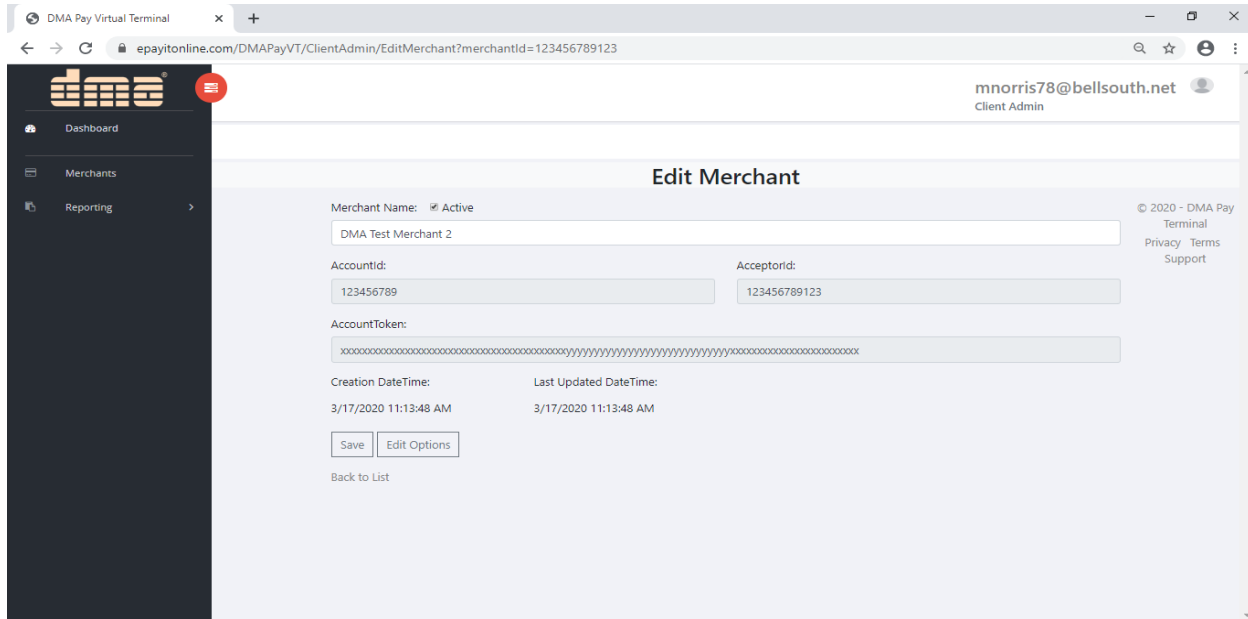 DMA Pay Virtual Terminal
epayitonline.com/DMAPayVT/ClientAdmin/EditMerchant?merchantId=123456789123
dma®
mnorris78@bellsouth.net
Client Admin
Dashboard
Merchants
Reporting
Edit Merchant
Merchant Name: Active
DMA Test Merchant 2
AccountId: AcceptorId:
123456789 123456789123
AccountToken:
xxxxxxxxxxxxxxxxxxxxxxxxxxxxxxxxxxxxxxxxxxyyyyyyyyyyyyyyyyyyyyyyyyyyyyyyxxxxxxxxxxxxxxxxxxxxxxxx
Creation DateTime: Last Updated DateTime:
3/17/2020 11:13:48 AM 3/17/2020 11:13:48 AM
Save Edit Options
Back to List
© 2020 - DMA Pay
Terminal
Privacy Terms
Support